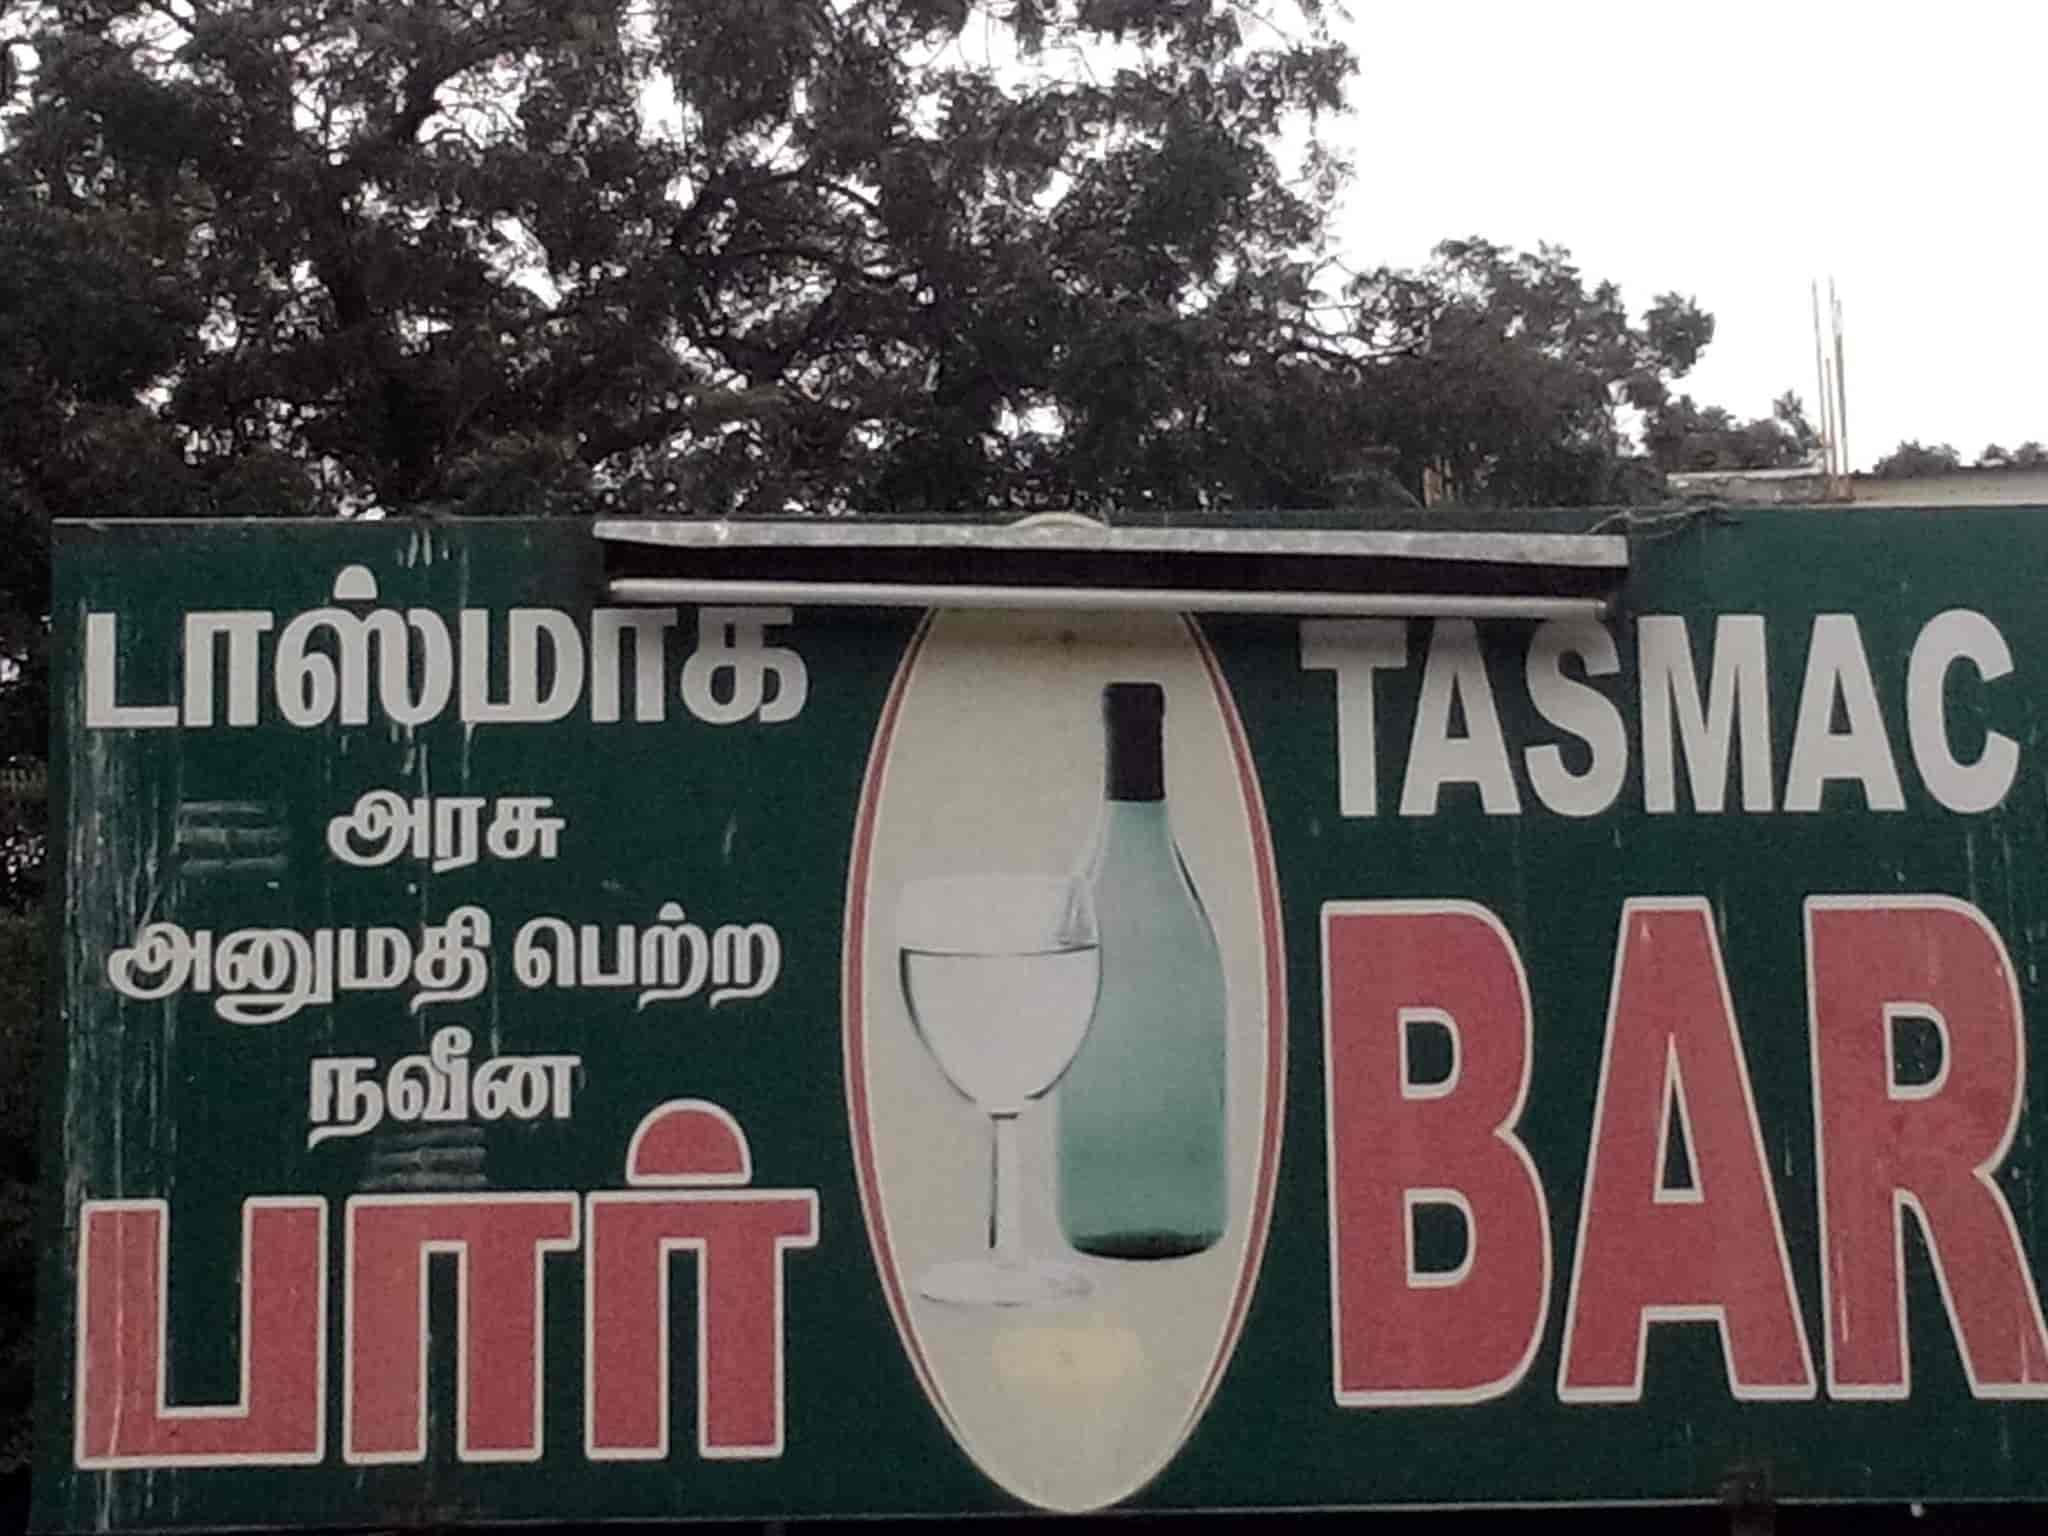 டாஸ்மாக
அரசு
அனுமதி பெற்ற
நவீன
பார்
TASMAC
BAR